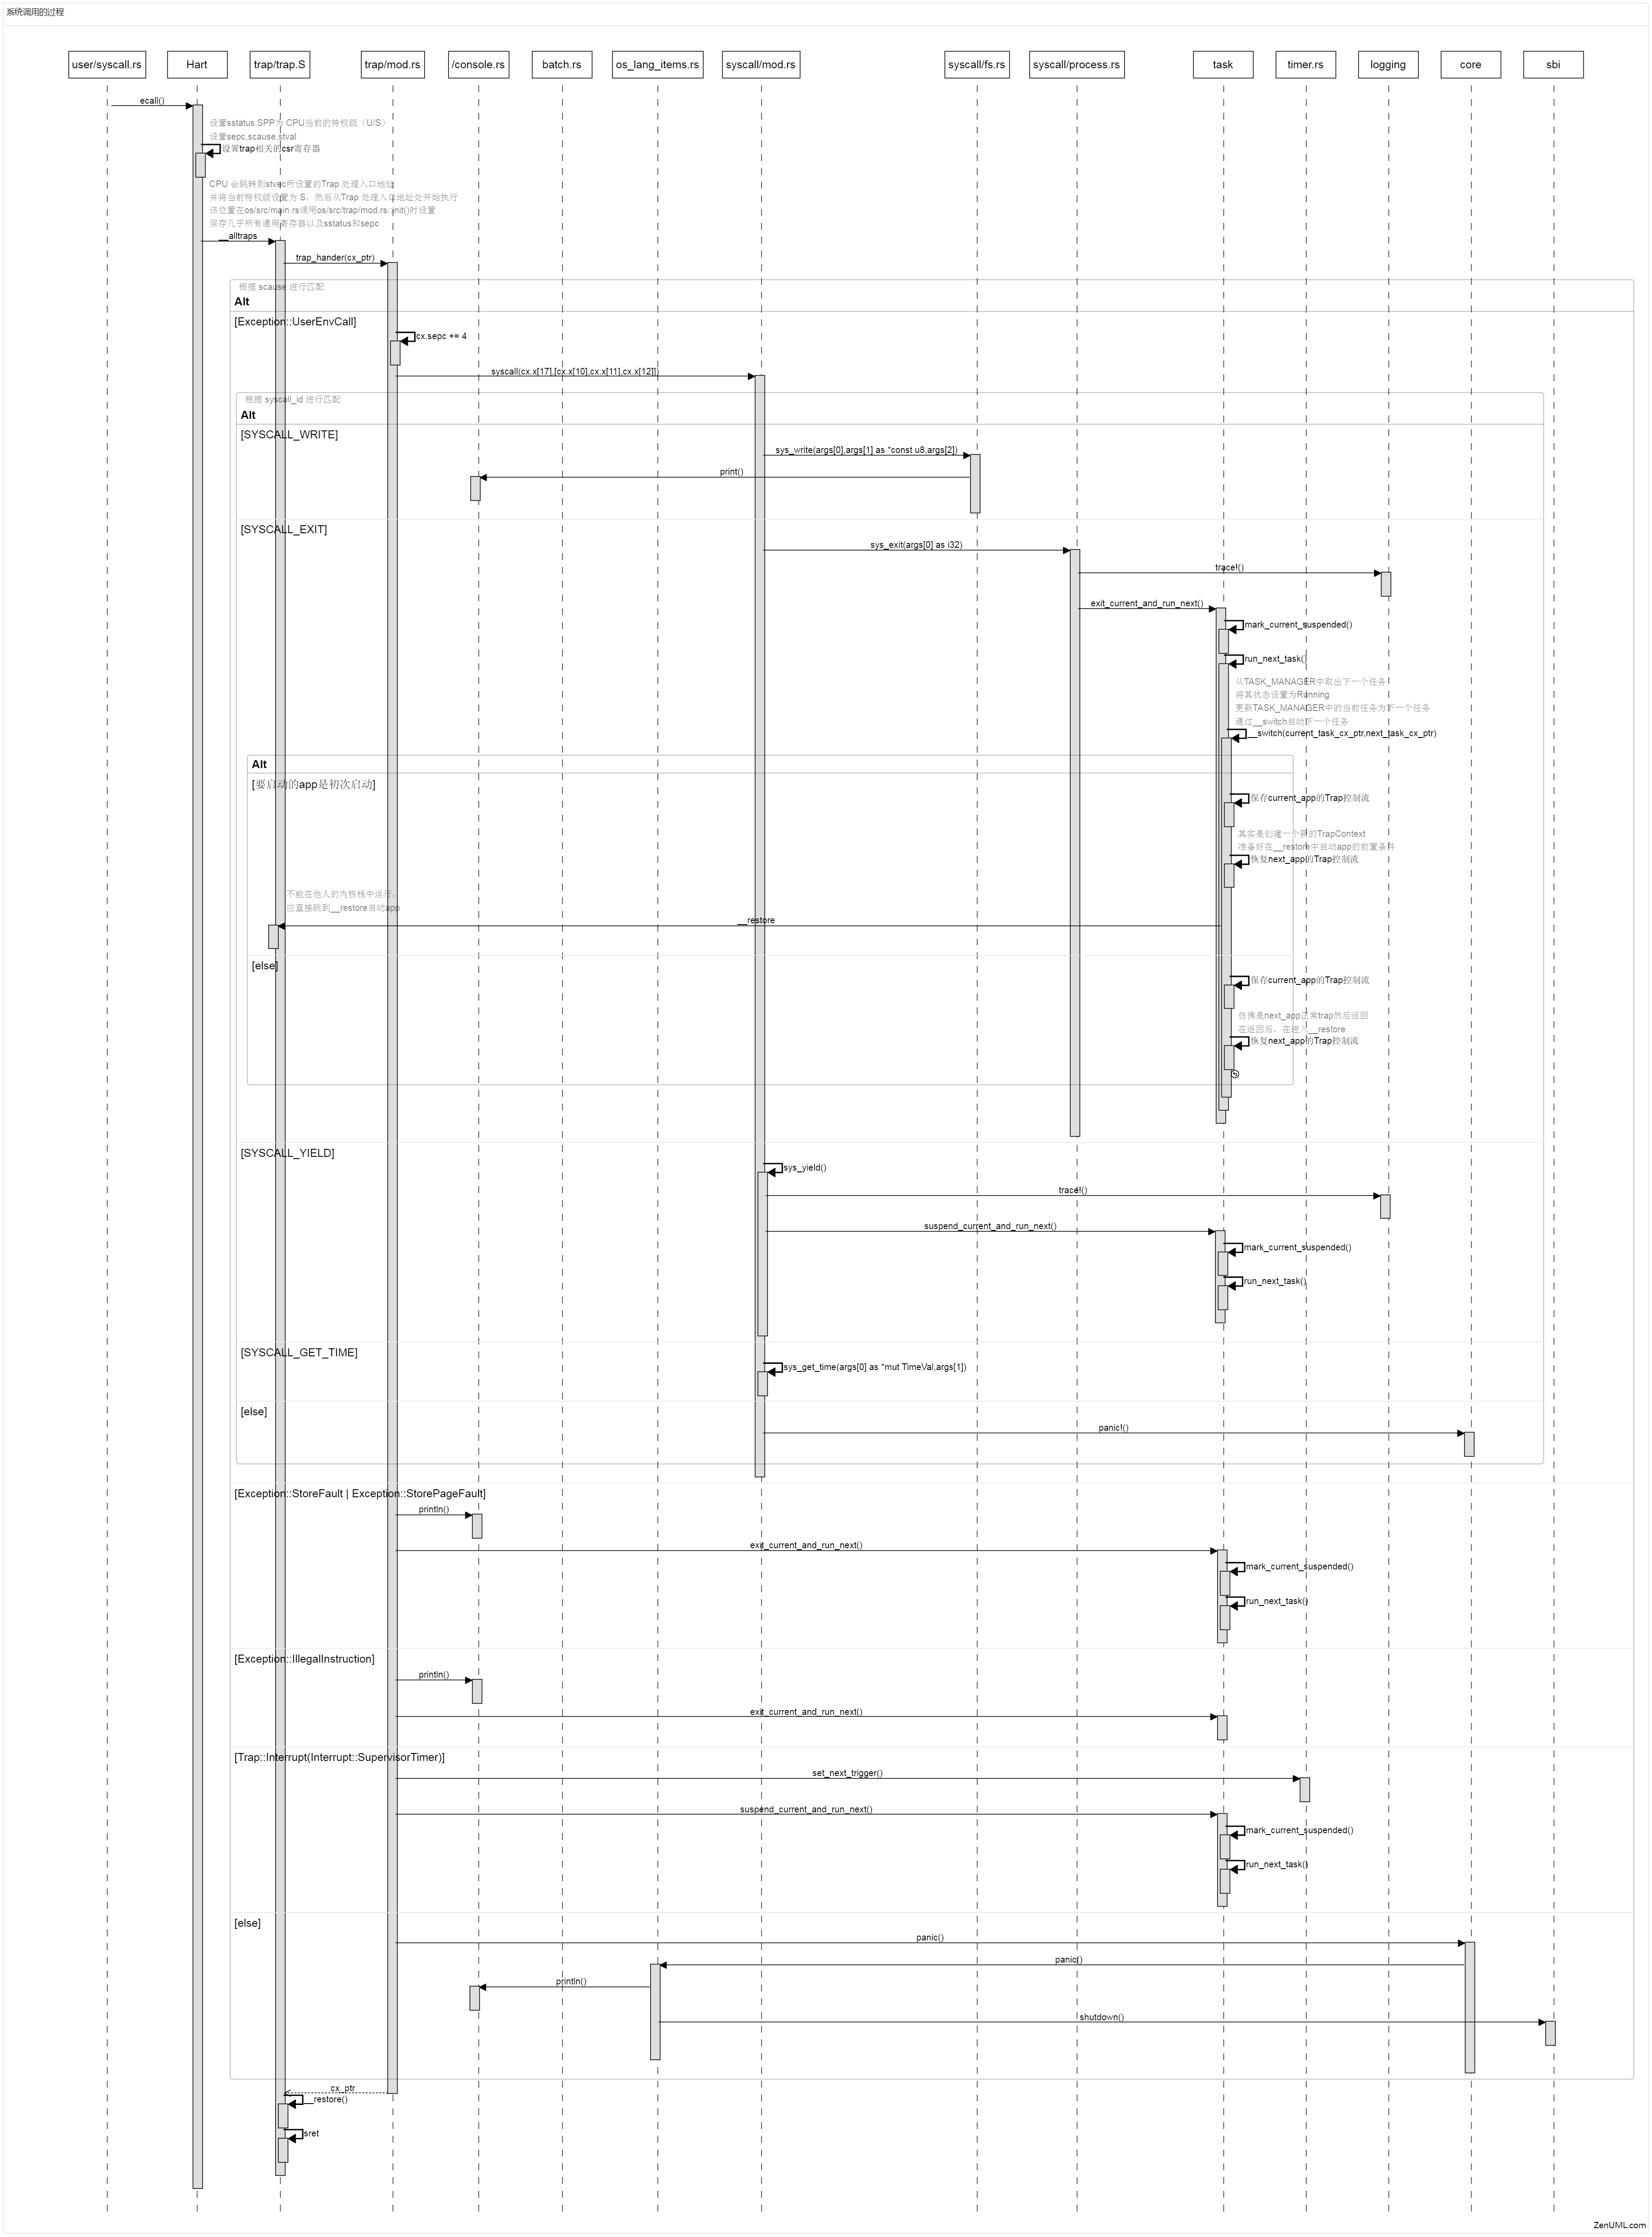 系统调用的过程
user/syscall.rs
Hart
trap/trap.S
trap/mod.rs
/console.rs
batch.rs
os_lang_items.rs
syscall/mod.rs
syscall/fs.rs
syscall/process.rs
task
timer.rs
logging
core
sbi
ecall()
设置sstatus.SPP为 CPU当前的特权级（U/S）
设置sepc,scause,stval
设置trap相关的csr寄存器
CPU 会跳转到stvec所设置的Trap 处理入口地址
并将当前特权级设置为 S，然后从Trap 处理入口地址处开始执行
该位置在os/src/main.rs调用os/src/trap/mod.rs::init()时设置
保存几乎所有通用寄存器以及sstatus和sepc
__alltraps
trap_hander(cx_ptr)
根据 scause 进行匹配
Alt
[Exception::UserEnvCall]
cx.sepc += 4
syscall(cx.x[17],[cx.x[10],cx.x[11],cx.x[12]])
根据 syscall_id 进行匹配
Alt
[SYSCALL_WRITE]
sys_write(args[0],args[1] as *const u8,args[2])
print()
[SYSCALL_EXIT]
sys_exit(args[0] as i32)
trace!()
exit_current_and_run_next()
mark_current_suspended()
run_next_task()
从TASK_MANAGER中取出下一个任务
将其状态设置为Running
更新TASK_MANAGER中的当前任务为下一个任务
通过__switch启动下一个任务
__switch(current_task_cx_ptr,next_task_cx_ptr)
Alt
[要启动的app是初次启动]
保存current_app的Trap控制流
其实是创建一个新的TrapContext
准备好在__restore中启动app的前置条件
恢复next_app的Trap控制流
不能在他人的内核栈中运行，
应直接跳到__restore启动app
__restore
[else]
保存current_app的Trap控制流
仿佛是next_app正常trap然后返回
在返回后，在进入__restore
恢复next_app的Trap控制流
[SYSCALL_YIELD]
sys_yield()
trace!()
suspend_current_and_run_next()
mark_current_suspended()
run_next_task()
[SYSCALL_GET_TIME]
sys_get_time(args[0] as *mut TimeVal,args[1])
[else]
panic!()
[Exception::StoreFault | Exception::StorePageFault]
println()
exit_current_and_run_next()
mark_current_suspended()
run_next_task()
[Exception::IllegalInstruction]
println()
exit_current_and_run_next()
[Trap::Interrupt(Interrupt::SupervisorTimer)]
set_next_trigger()
suspend_current_and_run_next()
mark_current_suspended()
run_next_task()
[else]
panic()
panic()
println()
shutdown()
cx_ptr
__restore()
sret
ZenUML.com